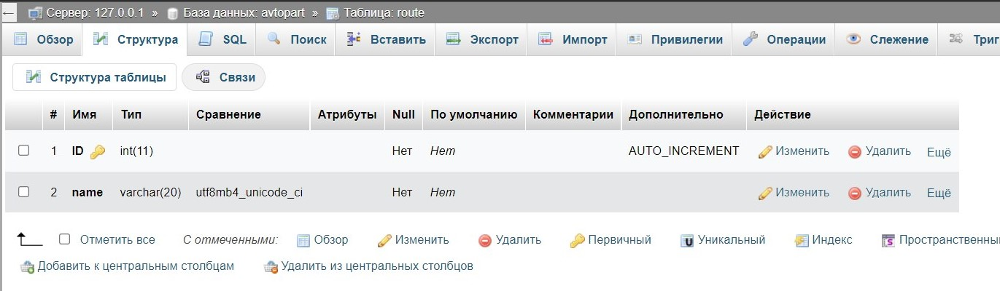 Сервер: 127.0.0.1 » База данных: avtopart » Таблица: route
Обзор Структура SQL Поиск Вставить Экспорт Импорт Привилегии Операции Слежение Триг
Структура таблицы Связи
# Имя Тип Сравнение Атрибуты Null По умолчанию Комментарии Дополнительно Действие
1 ID int(11) Нет Нет AUTO_INCREMENT Изменить Удалить Ещё
2 name varchar(20) utf8mb4_unicode_ci Нет Нет Изменить Удалить Ещё
Отметить все С отмеченными: Обзор Изменить Удалить Первичный Уникальный Индекс Пространственны
Добавить к центральным столбцам Удалить из центральных столбцов